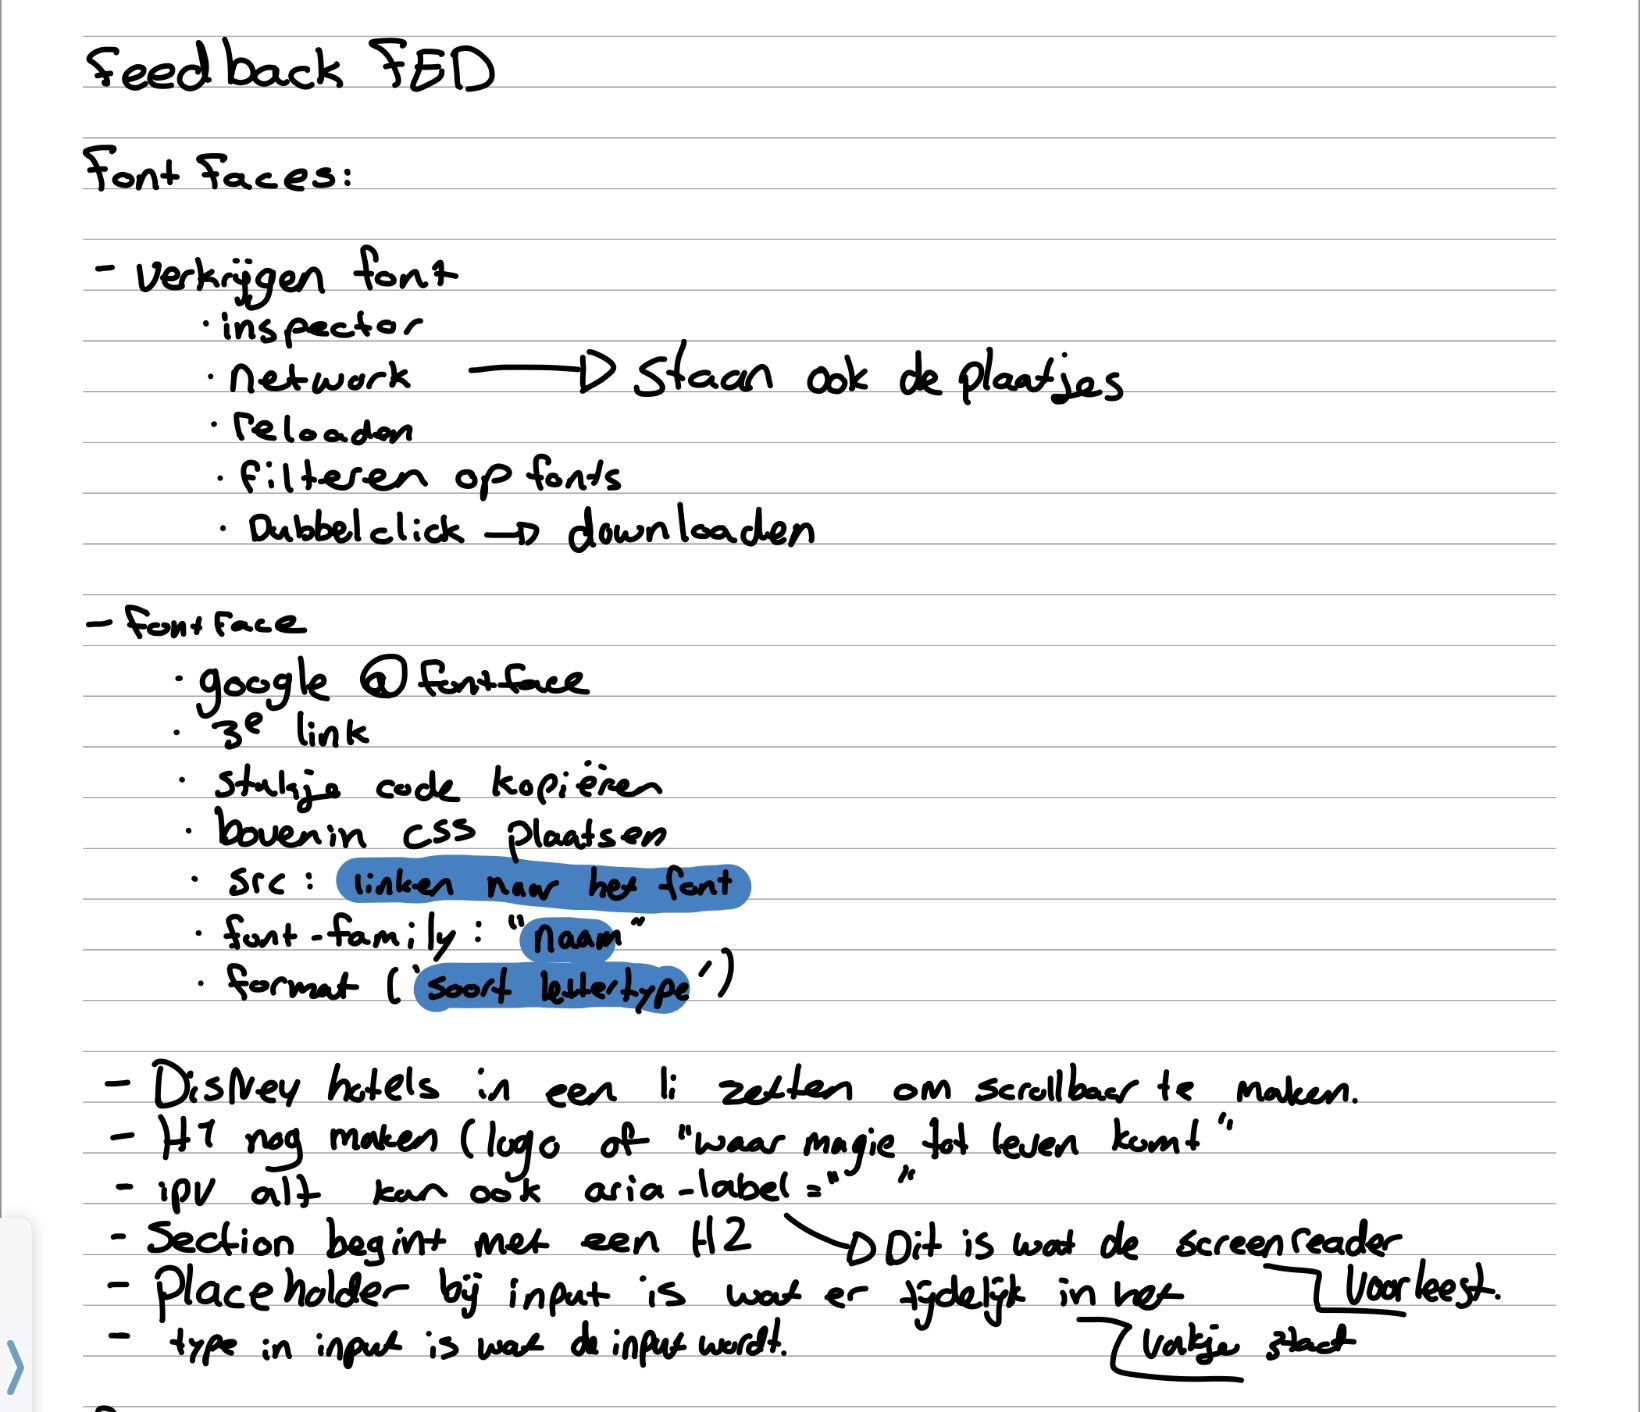 Feedback FED
Font Faces:
- verkrijgen font
· inspector
· network → staan ook de plaatjes
· reloaden
· filteren op fonts
· Dubbelclick → downloaden
- Font Face
· google @fontface
· 3e link
· stukje code kopiëren
· bovenin css plaatsen
· src: linken naar het font
· font-family: "naam"
· format ('soort lettertype')
- Disney hotels in een li zetten om scrollbaar te maken.
- H1 nog maken (logo of "waar magie tot leven komt"
- ipv alt kan ook aria-label=" "
- Section begint met een H2 → Dit is wat de screenreader voorleest.
- Placeholder bij input is wat er tijdelijk in het vakje staat
- type in input is wat de input wordt.